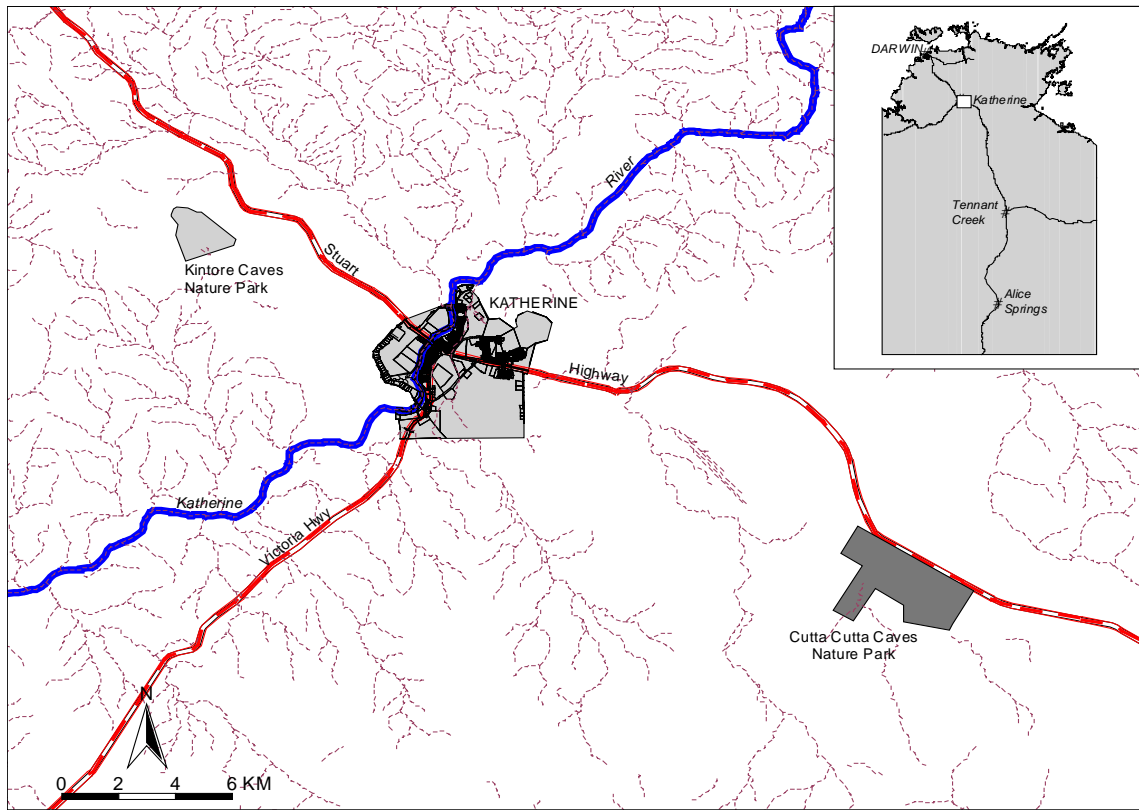 DARWIN
Katherine
Tennant
Creek
Alice
Springs
River
Stuart
Kintore Caves
Nature Park
KATHERINE
Highway
Katherine
Victoria Hwy
Cutta Cutta Caves
Nature Park
N
0 2 4 6 KM